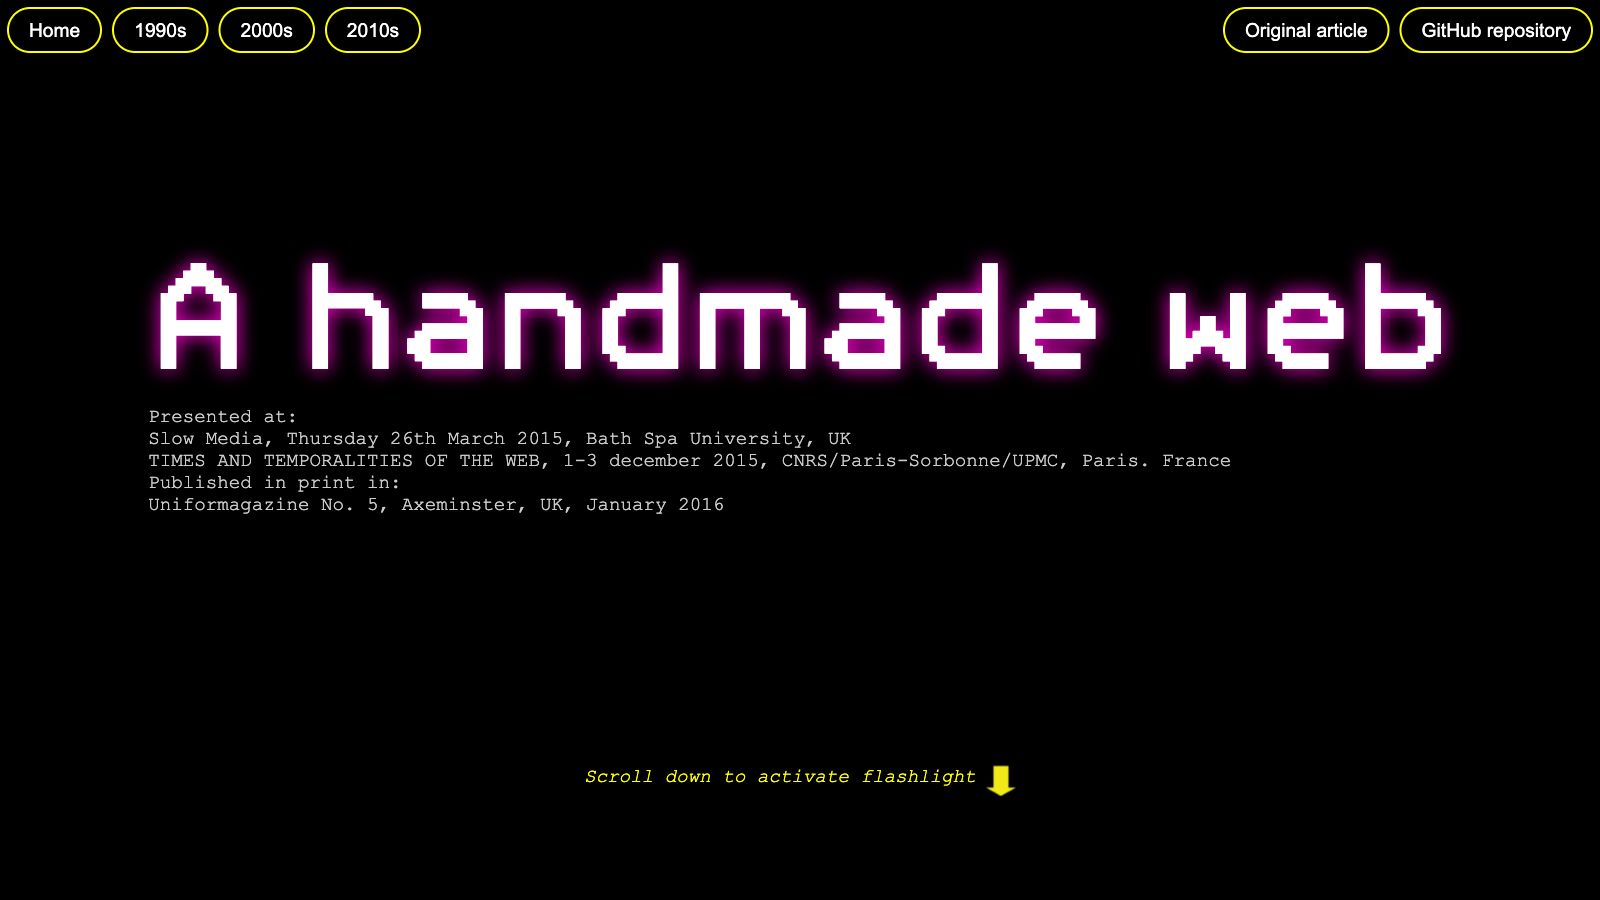 Home 1990s 2000s 2010s Original article GitHub repository
A handmade web
Presented at:
Slow Media, Thursday 26th March 2015, Bath Spa University, UK
TIMES AND TEMPORALITIES OF THE WEB, 1-3 december 2015, CNRS/Paris-Sorbonne/UPMC, Paris. France
Published in print in:
Uniformagazine No. 5, Axeminster, UK, January 2016
Scroll down to activate flashlight